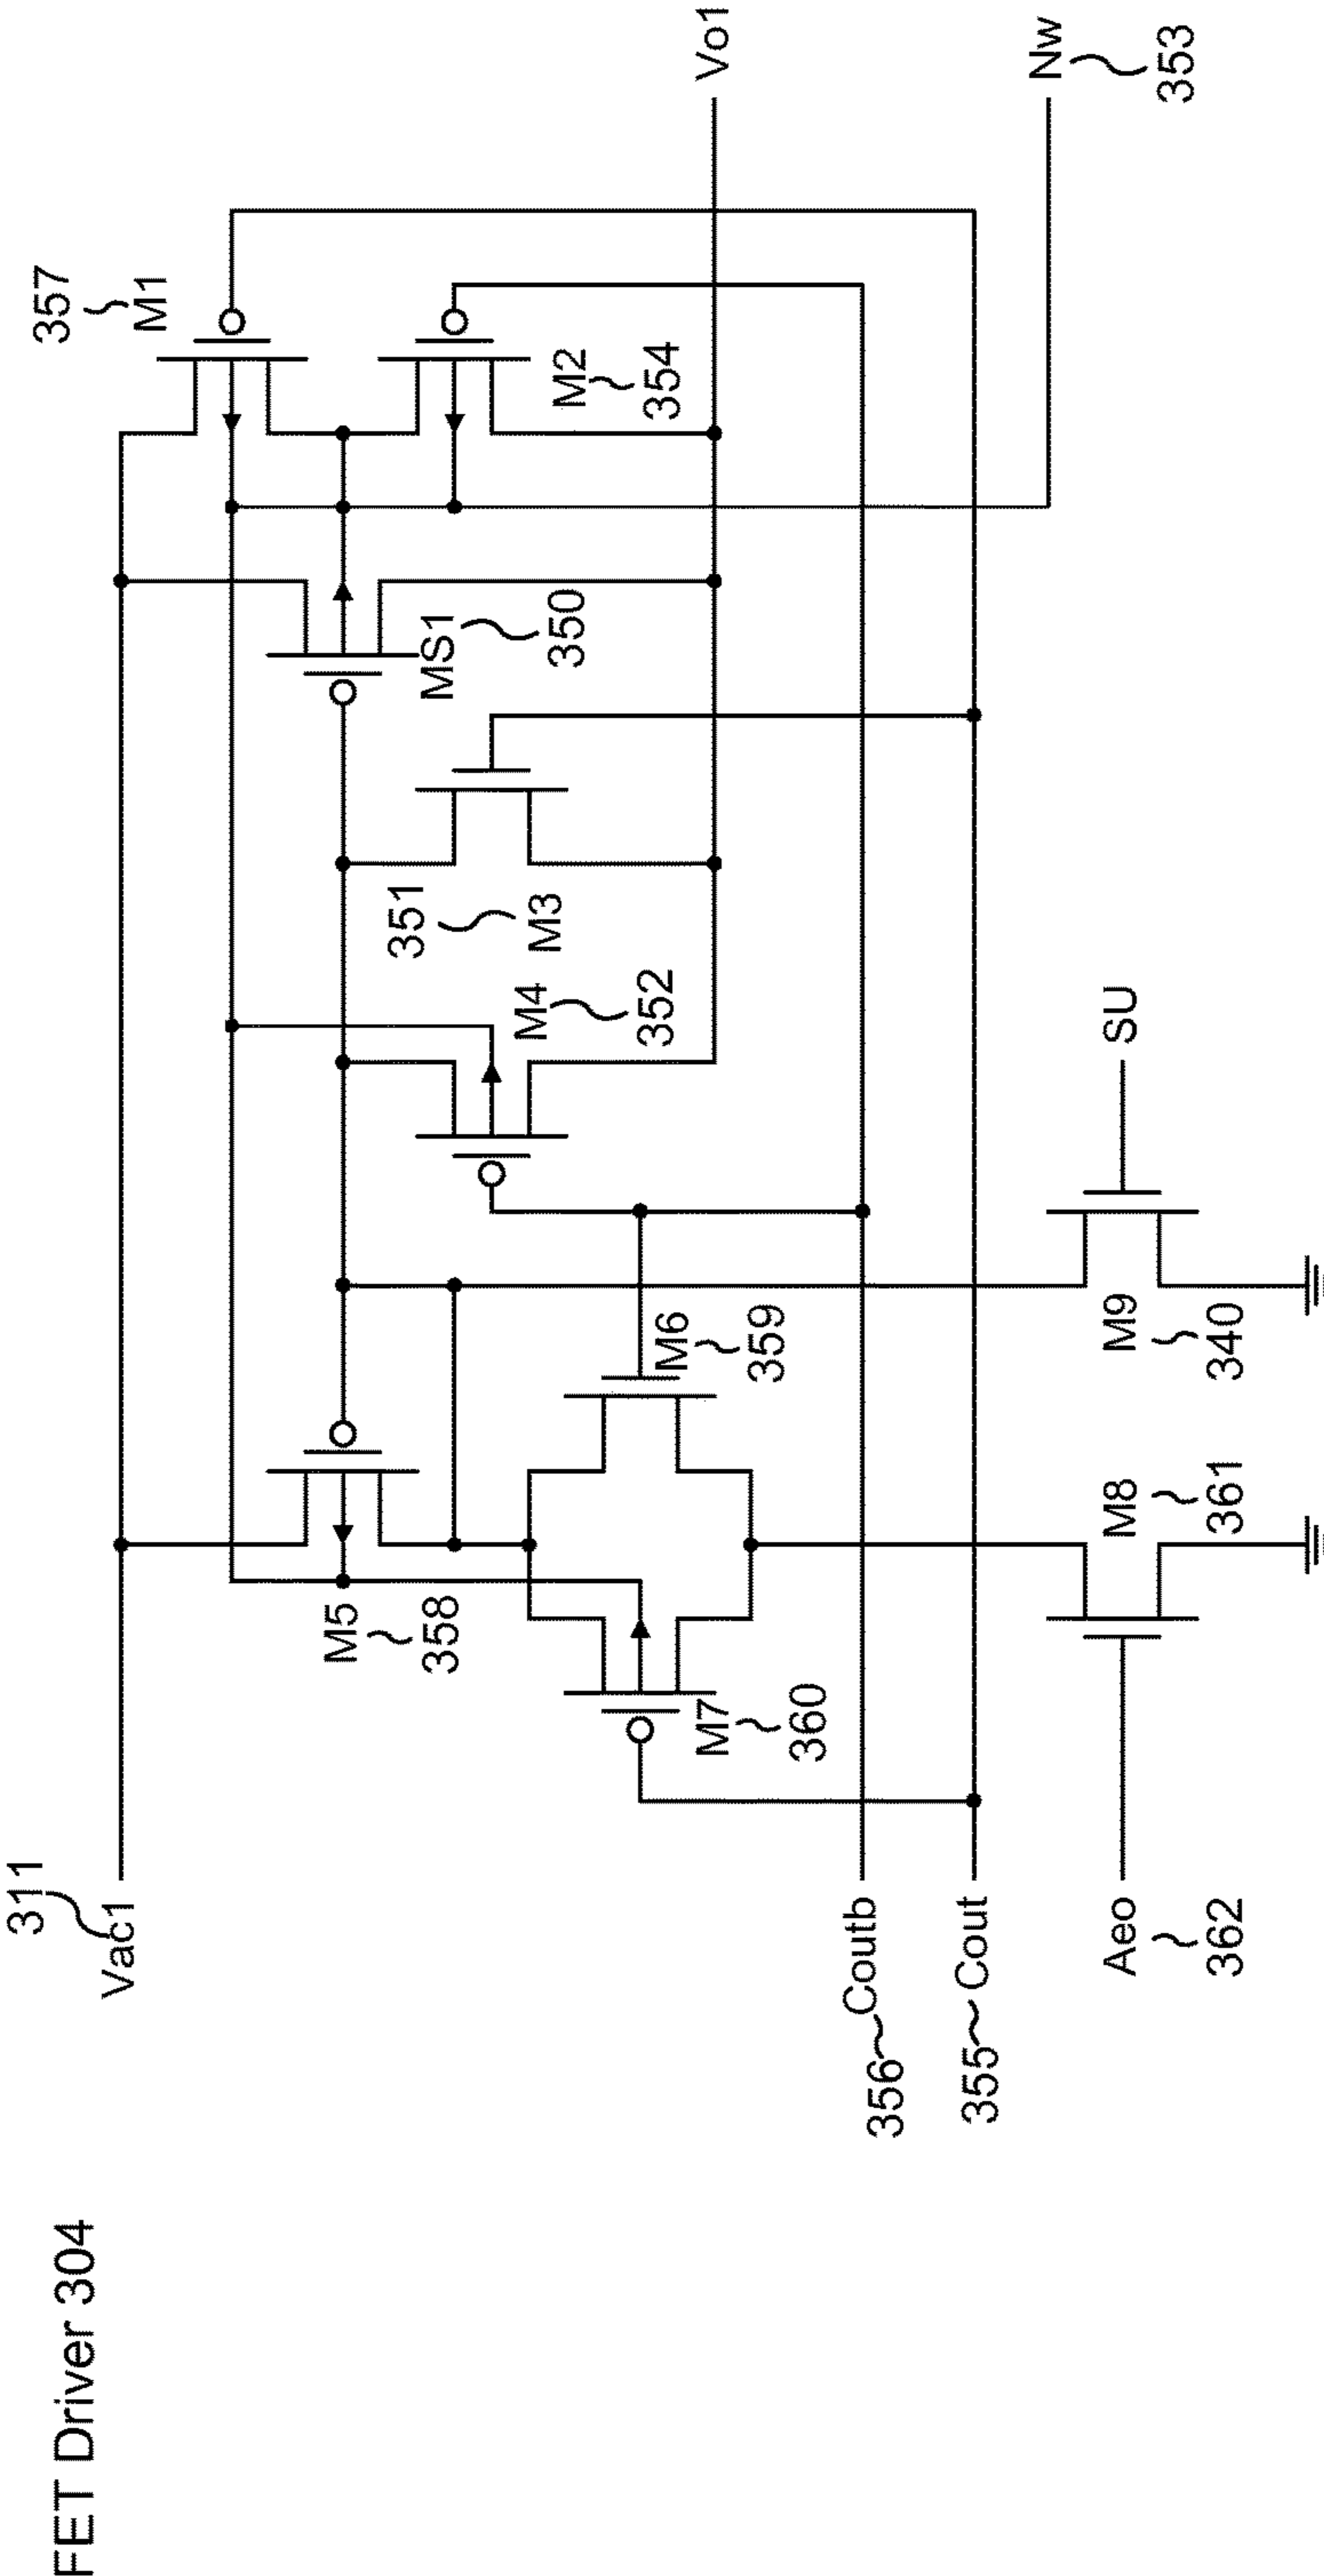 FET Driver 304
311
Vac1
357
M1
M2
354
Vo1
Nw
353
MS1
350
351
M3
M4
352
M5
358
M6
359
M7
360
356
Coutb
355
Cout
SU
M9
340
M8
361
Aeo
362